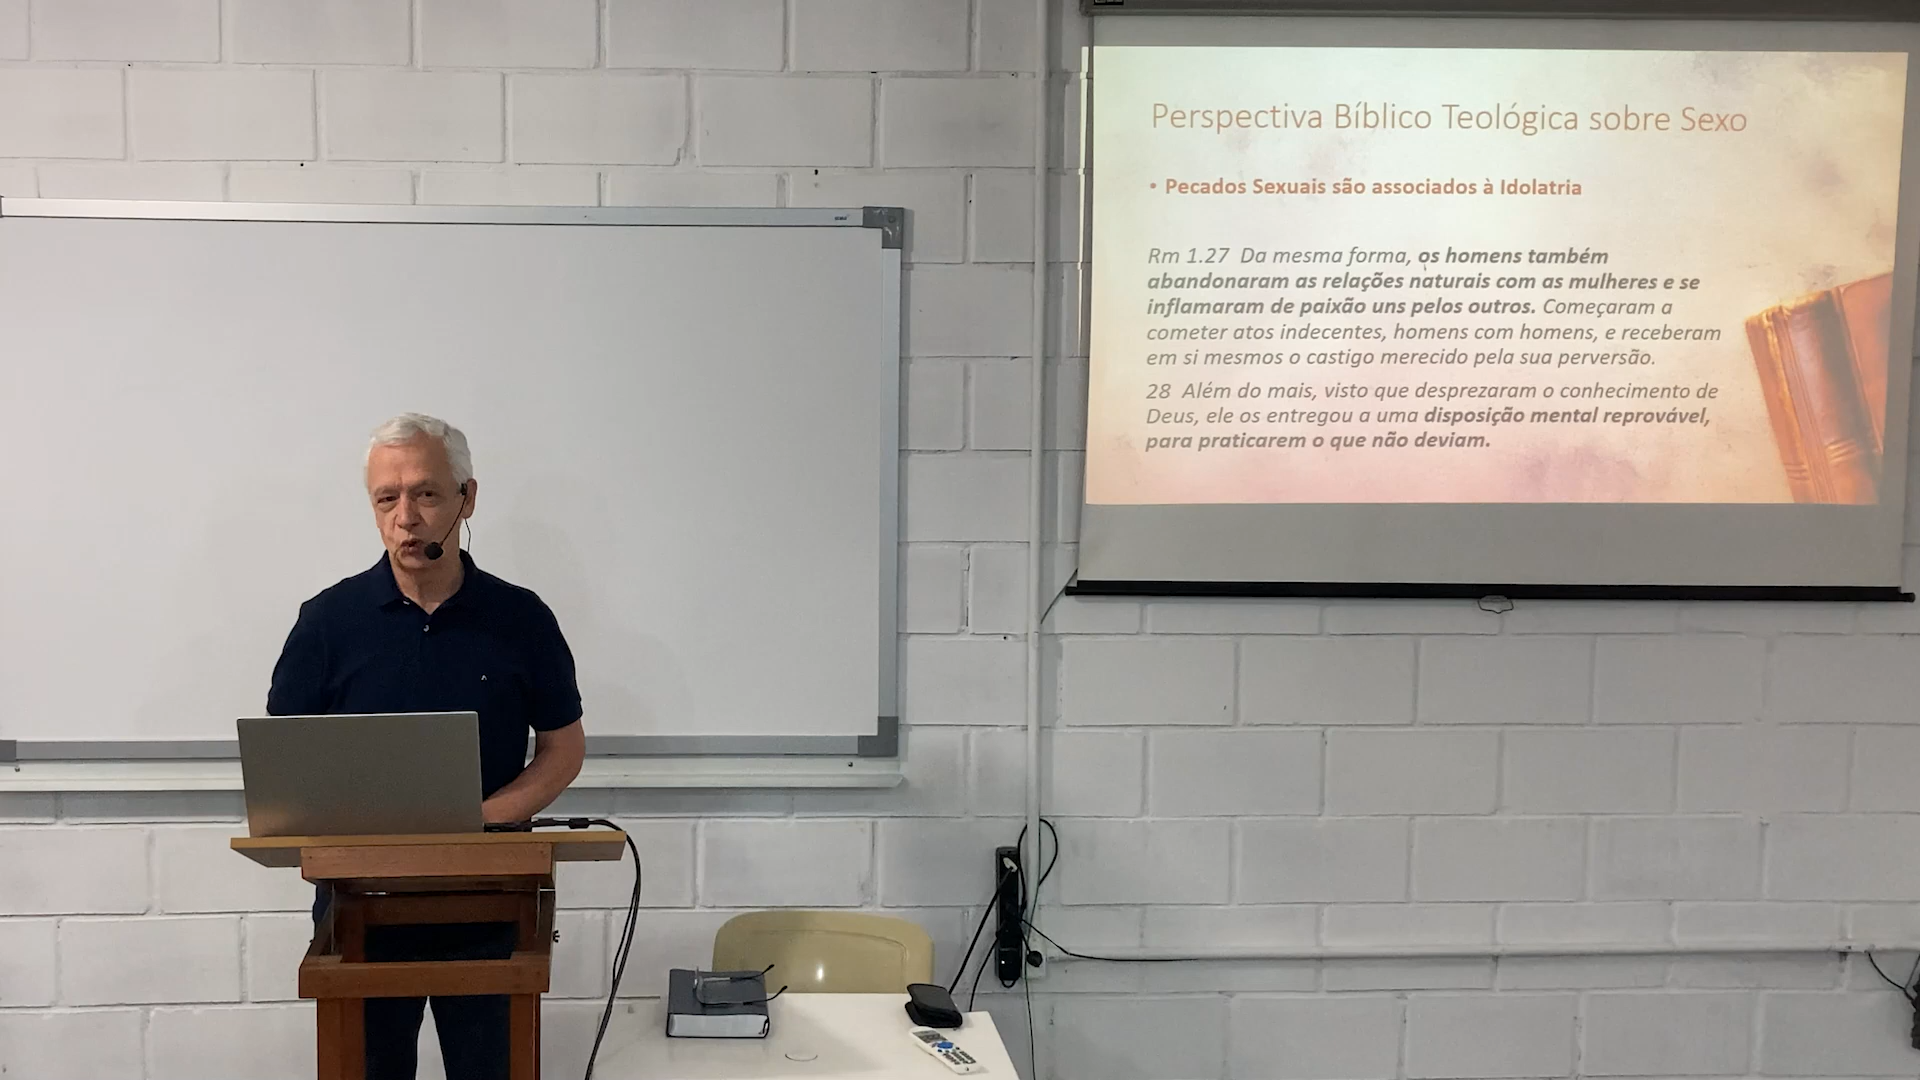 Perspectiva Bíblico Teológica sobre Sexo
• Pecados Sexuais são associados à Idolatria
Rm 1.27 Da mesma forma, os homens também
abandonaram as relações naturais com as mulheres e se
inflamaram de paixão uns pelos outros. Começaram a
cometer atos indecentes, homens com homens, e receberam
em si mesmos o castigo merecido pela sua perversão.
28 Além do mais, visto que desprezaram o conhecimento de
Deus, ele os entregou a uma disposição mental reprovável,
para praticarem o que não deviam.